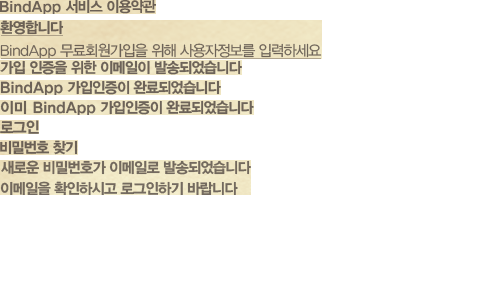 BindApp 서비스 이용약관
환영합니다
BindApp 무료회원가입을 위해 사용자정보를 입력하세요
가입 인증을 위한 이메일이 발송되었습니다
BindApp 가입인증이 완료되었습니다
이미 BindApp 가입인증이 완료되었습니다
로그인
비밀번호 찾기
새로운 비밀번호가 이메일로 발송되었습니다
이메일을 확인하시고 로그인하기 바랍니다